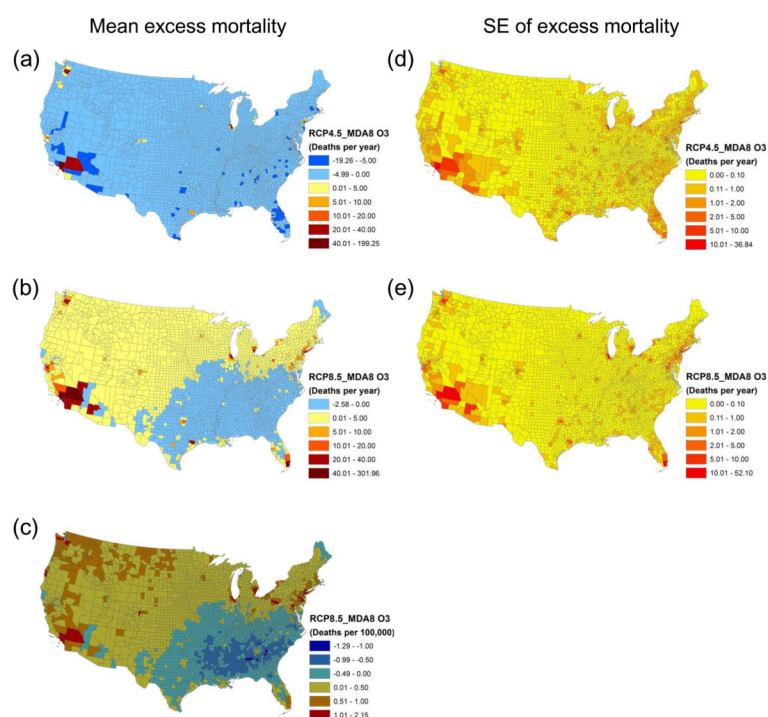 Mean excess mortality
SE of excess mortality
(a)
RCP4.5_MDA8 O3
(Deaths per year)
-19.26 - -5.00
-4.99 - 0.00
0.01 - 5.00
5.01 - 10.00
10.01 - 20.00
20.01 - 40.00
40.01 - 199.25
(d)
RCP4.5_MDA8 O3
(Deaths per year)
0.00 - 0.10
0.11 - 1.00
1.01 - 2.00
2.01 - 5.00
5.01 - 10.00
10.01 - 36.84
(b)
RCP8.5_MDA8 O3
(Deaths per year)
-2.58 - 0.00
0.01 - 5.00
5.01 - 10.00
10.01 - 20.00
20.01 - 40.00
40.01 - 301.96
(e)
RCP8.5_MDA8 O3
(Deaths per year)
0.00 - 0.10
0.11 - 1.00
1.01 - 2.00
2.01 - 5.00
5.01 - 10.00
10.01 - 52.10
(c)
RCP8.5_MDA8 O3
(Deaths per 100,000)
-1.29 - -1.00
-0.99 - -0.50
-0.49 - 0.00
0.01 - 0.50
0.51 - 1.00
1.01 - 2.15